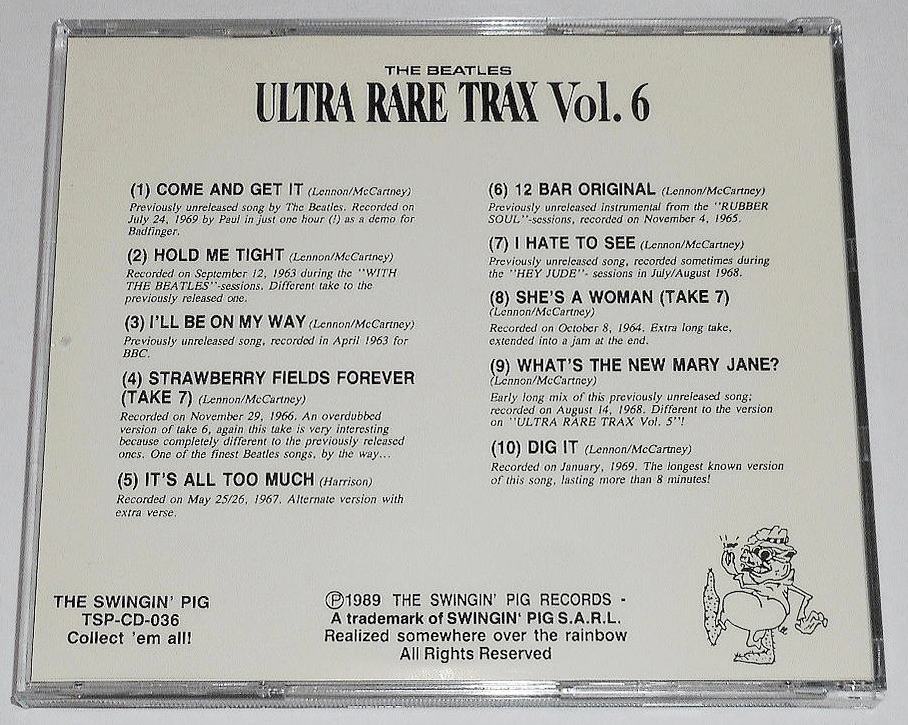 THE BEATLES
ULTRA RARE TRAX Vol. 6
(1) COME AND GET IT (Lennon/McCartney)
Previously unreleased song by The Beatles. Recorded on
July 24, 1969 by Paul in just one hour (!) as a demo for
Badfinger.
(2) HOLD ME TIGHT (Lennon/McCartney)
Recorded on September 12, 1963 during the "WITH
THE BEATLES"-sessions. Different take to the
previously released one.
(3) I'LL BE ON MY WAY (Lennon/McCartney)
Previously unreleased song, recorded in April 1963 for
BBC.
(4) STRAWBERRY FIELDS FOREVER
(TAKE 7) (Lennon/McCartney)
Recorded on November 29, 1966. An overdubbed
version of take 6, again this take is very interesting
because completely different to the previously released
ones. One of the finest Beatles songs, by the way...
(5) IT'S ALL TOO MUCH (Harrison)
Recorded on May 25/26, 1967. Alternate version with
extra verse.
(6) 12 BAR ORIGINAL (Lennon/McCartney)
Previously unreleased instrumental from the "RUBBER
SOUL"-sessions, recorded on November 4, 1965.
(7) I HATE TO SEE (Lennon/McCartney)
Previously unreleased song, recorded sometimes during
the "HEY JUDE"- sessions in July/August 1968.
(8) SHE'S A WOMAN (TAKE 7)
(Lennon/McCartney)
Recorded on October 8, 1964. Extra long take,
extended into a jam at the end.
(9) WHAT'S THE NEW MARY JANE?
(Lennon/McCartney)
Early long mix of this previously unreleased song;
recorded on August 14, 1968. Different to the version
on "ULTRA RARE TRAX Vol. 5"!
(10) DIG IT (Lennon/McCartney)
Recorded on January, 1969. The longest known version
of this song, lasting more than 8 minutes!
THE SWINGIN' PIG
TSP-CD-036
Collect 'em all!
Ⓟ1989 THE SWINGIN' PIG RECORDS -
A trademark of SWINGIN' PIG S.A.R.L.
Realized somewhere over the rainbow
All Rights Reserved